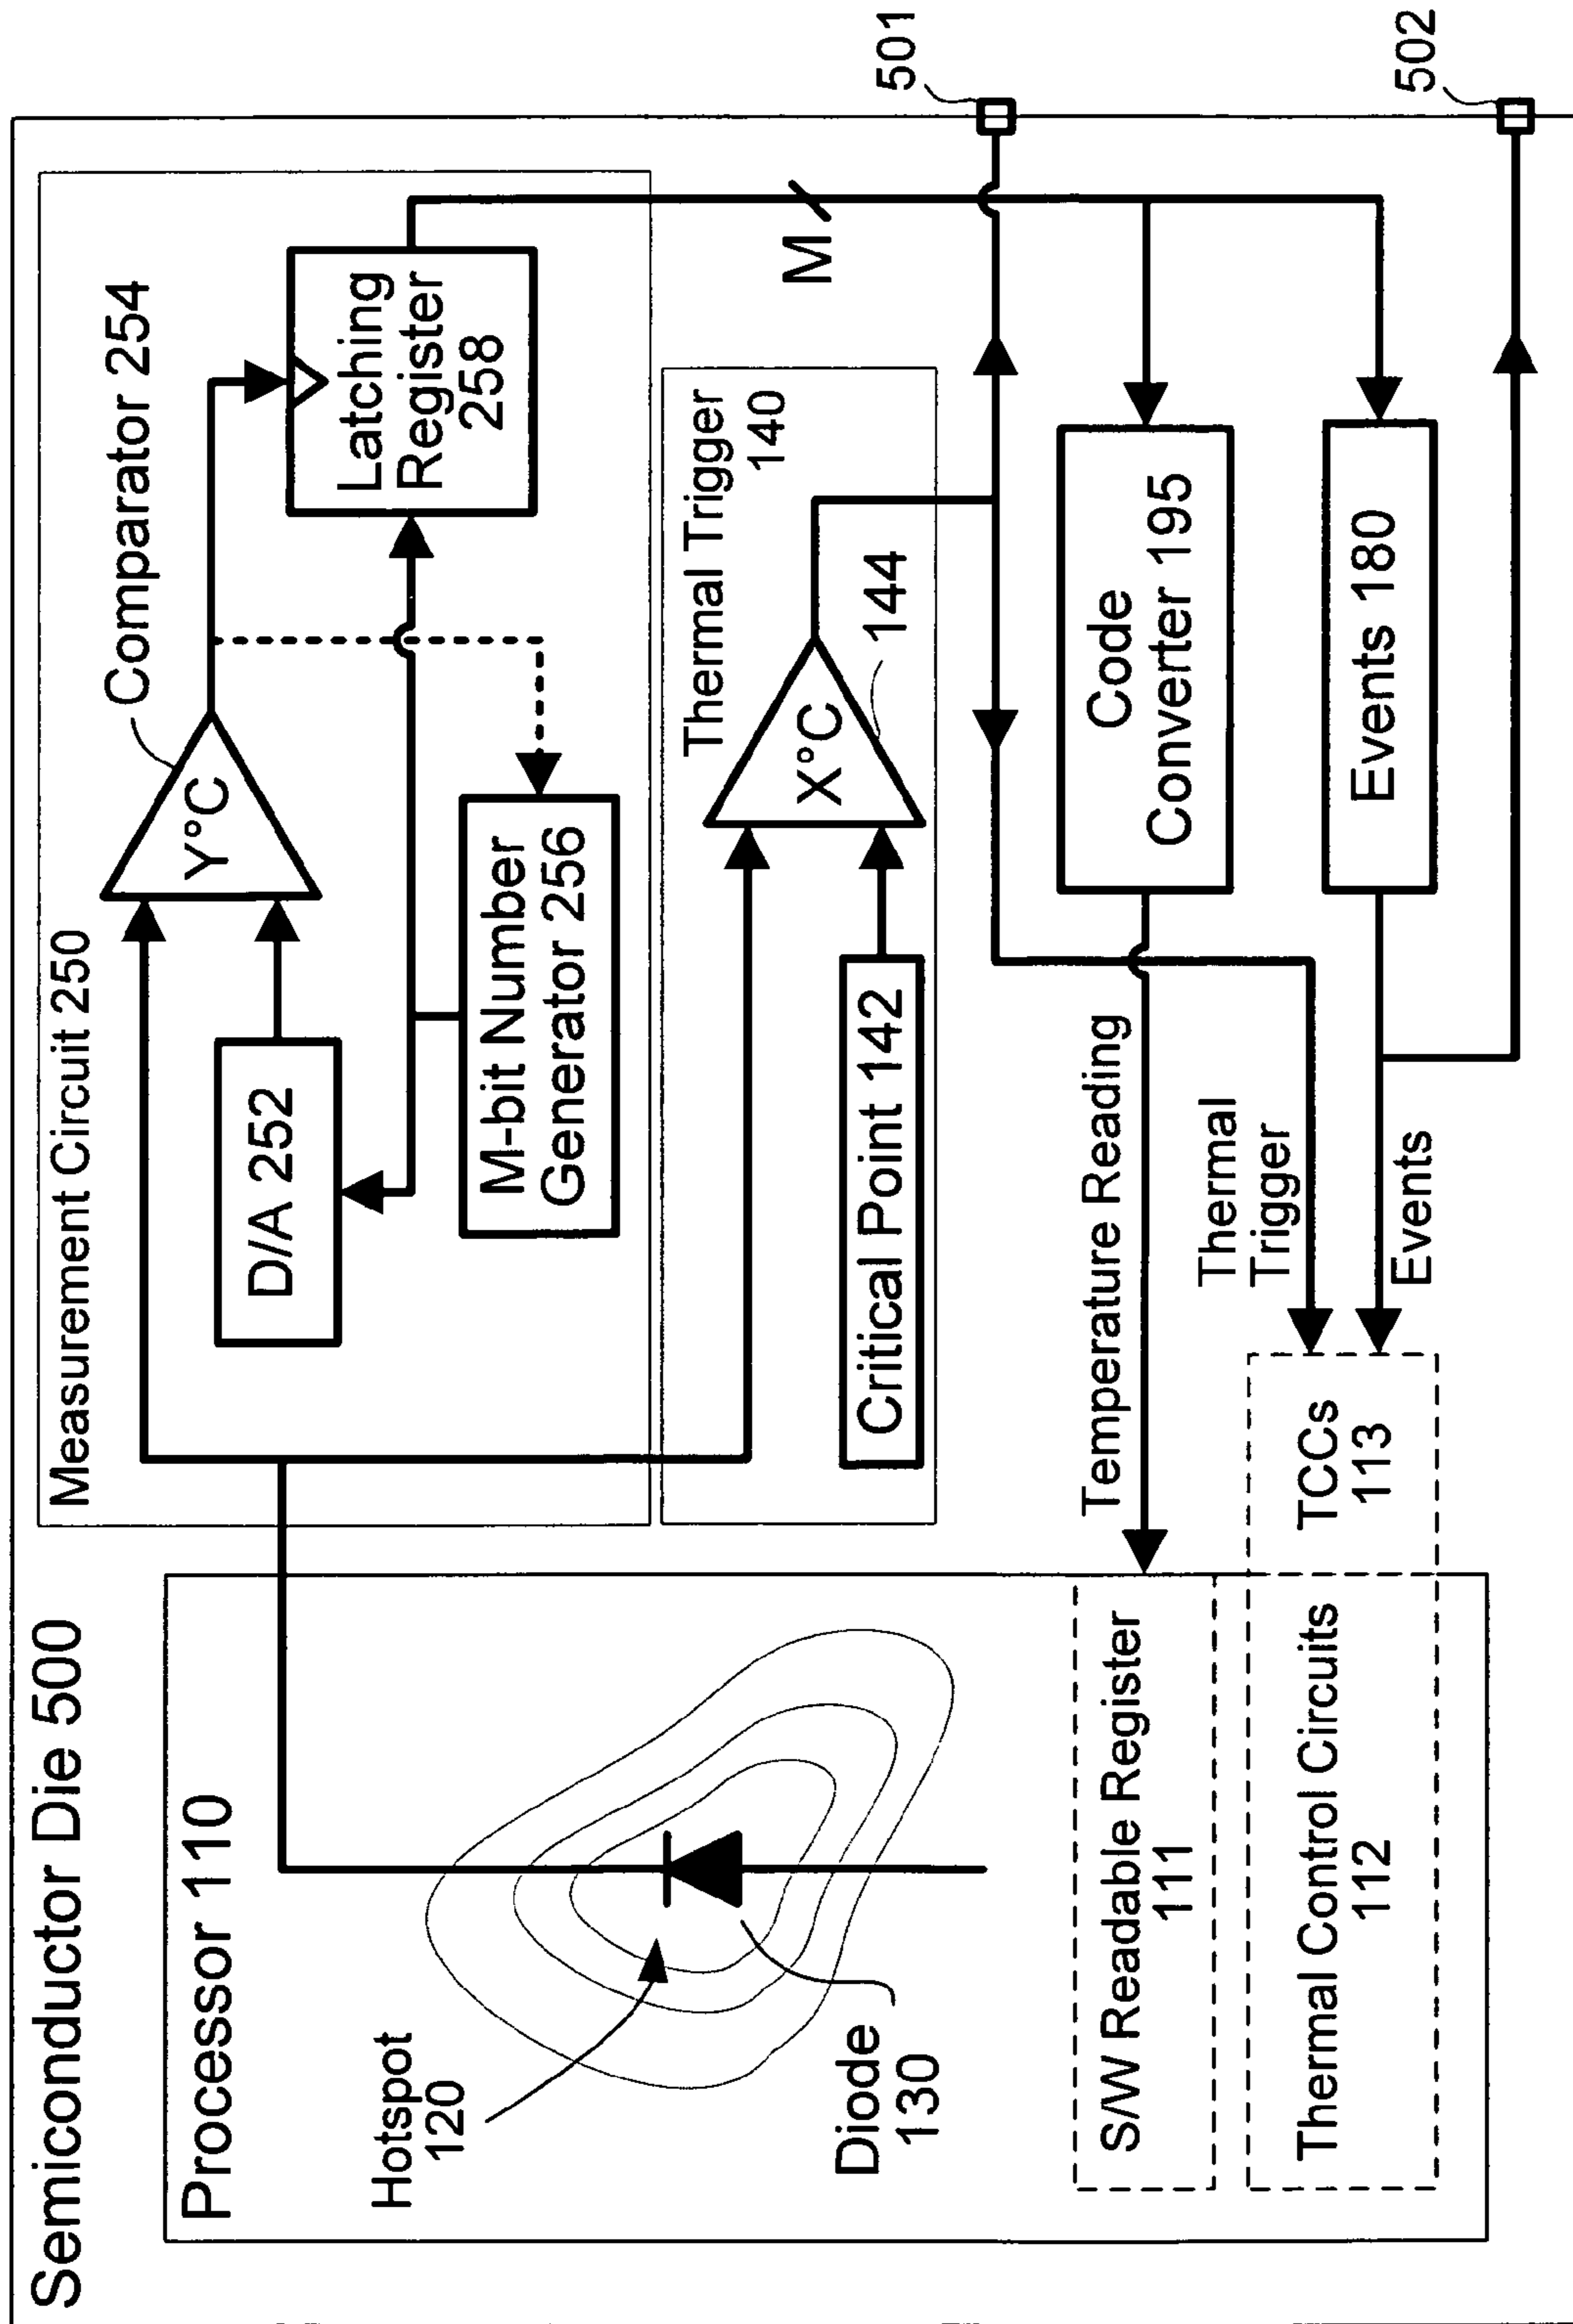 Semiconductor Die 500
Processor 110
Hotspot
120
Diode
130
S/W Readable Register
111
Thermal Control Circuits
112
TCCs
113
Measurement Circuit 250
D/A 252
Y°C
Comparator 254
M-bit Number
Generator 256
Latching
Register
258
Thermal Trigger
140
Critical Point 142
X°C
144
M
Temperature Reading
Code
Converter 195
Thermal
Trigger
Events
Events 180
501
502